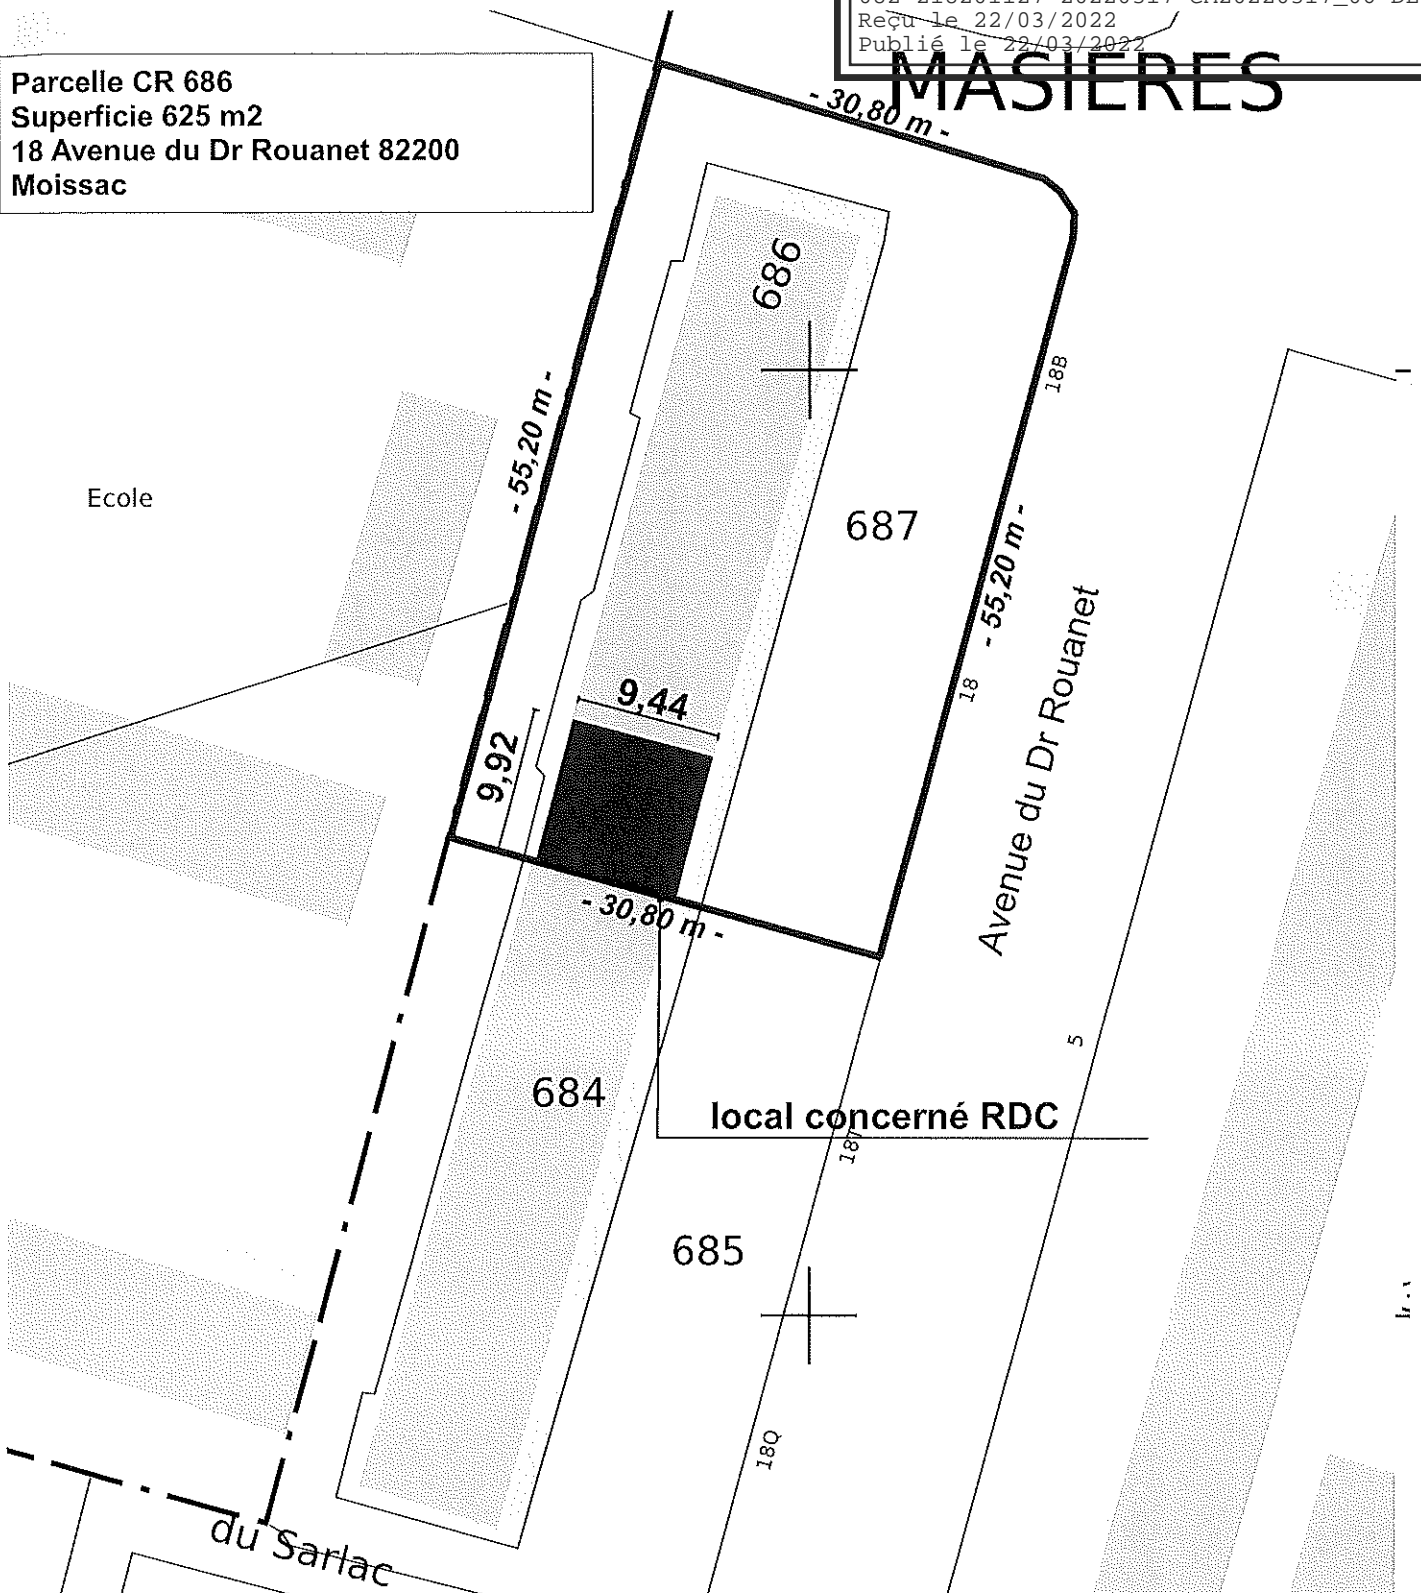 Reçu le 22/03/2022
Publié le 22/03/2022
MASIERES
Parcelle CR 686
Superficie 625 m2
18 Avenue du Dr Rouanet 82200
Moissac
- 30,80 m -
686
18B
- 55,20 m -
Ecole
687
- 55,20 m -
18
Avenue du Dr Rouanet
9,44
9,92
- 30,80 m -
5
684
local concerné RDC
685
18Q
du Sarlac